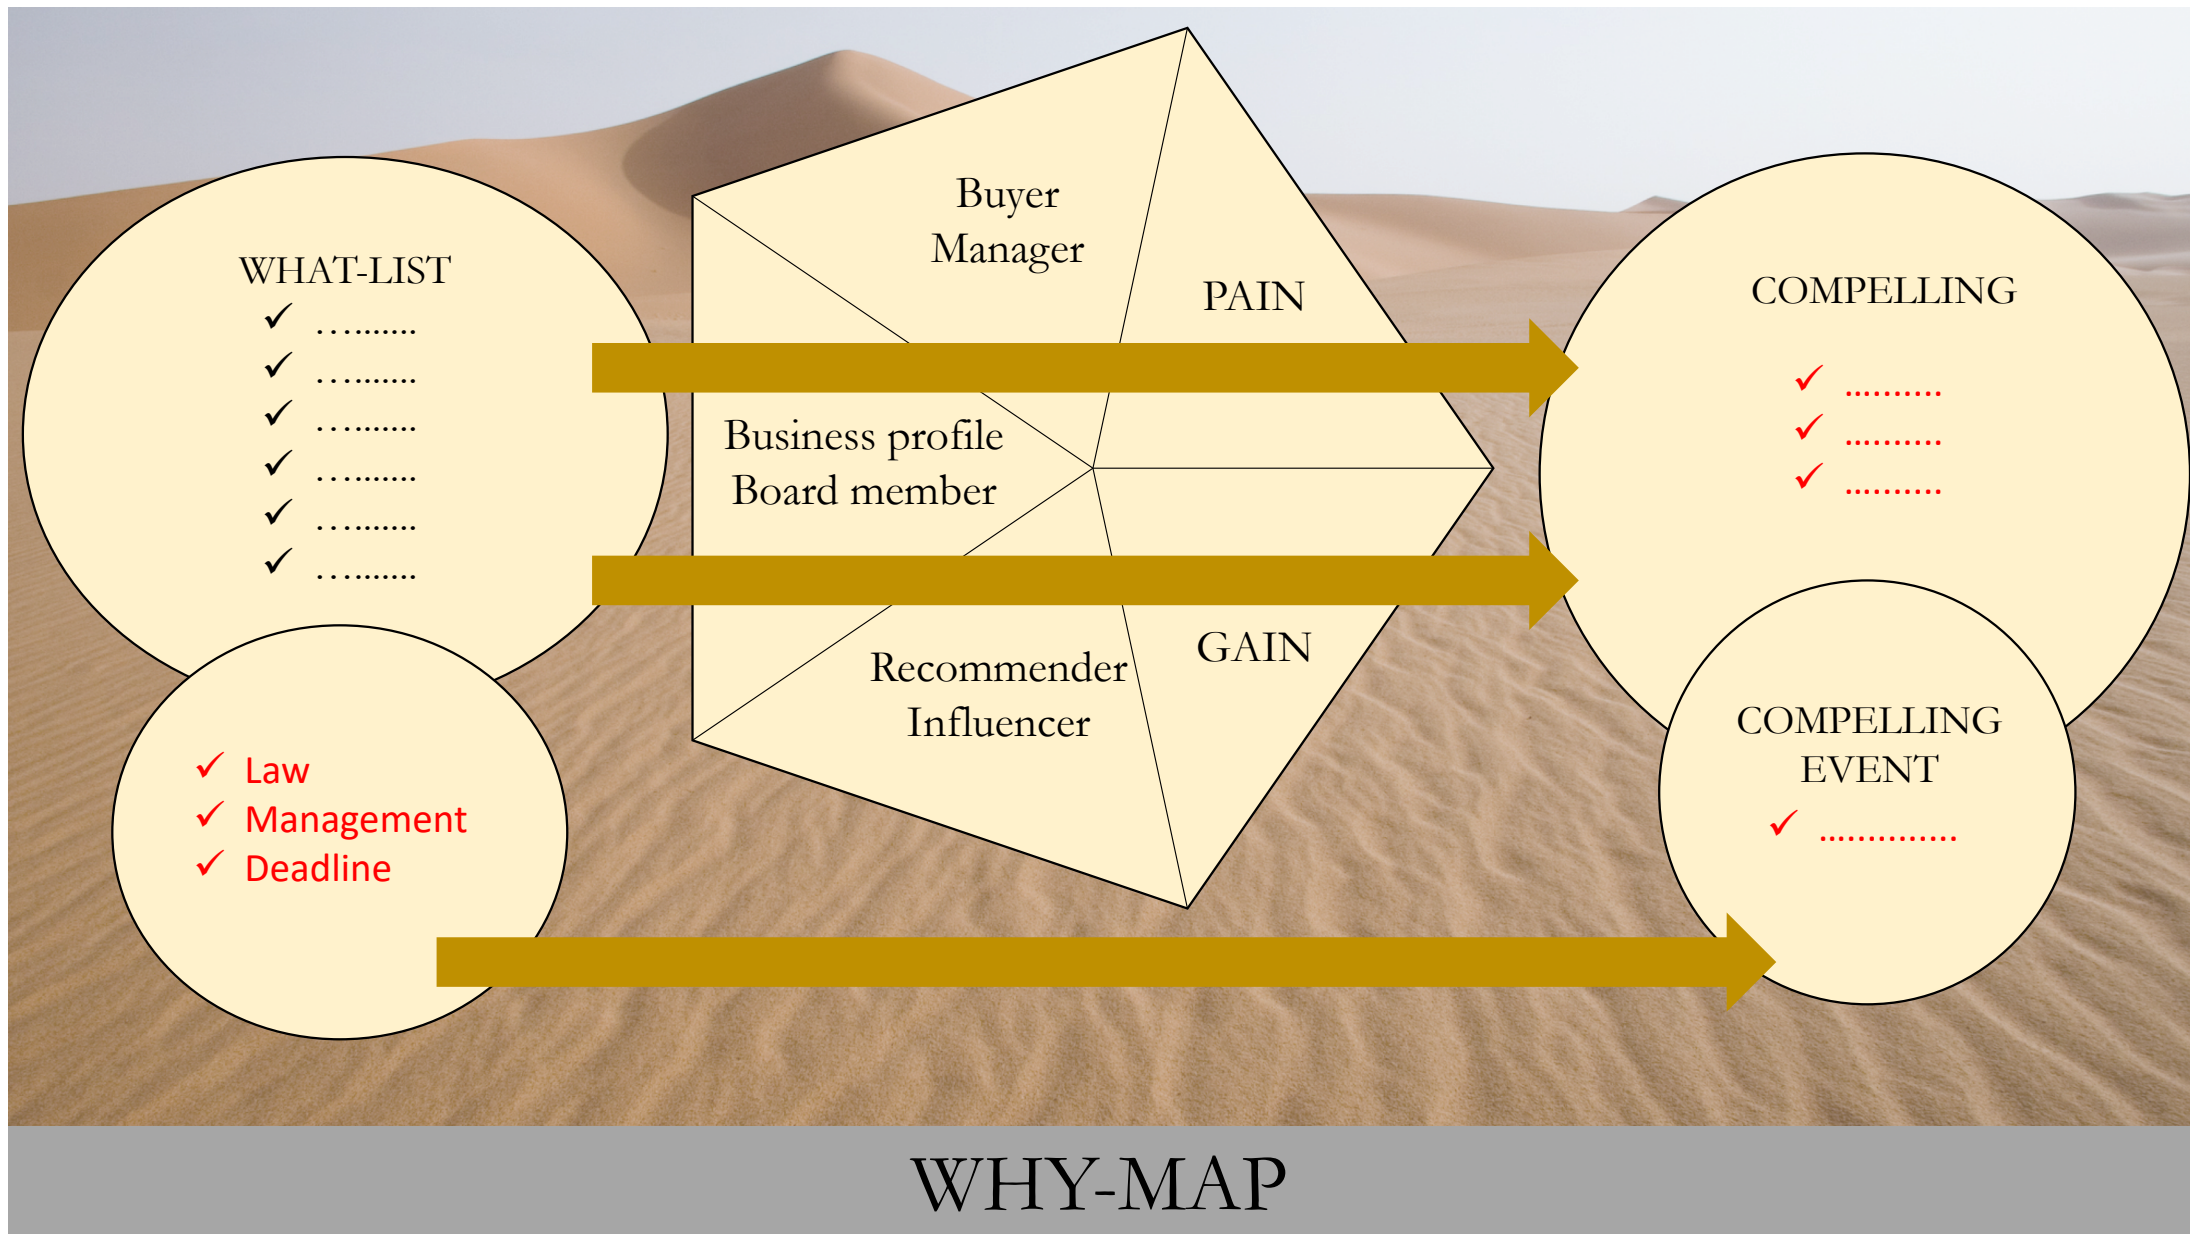 WHAT-LIST
✓ ….......
✓ ….......
✓ ….......
✓ ….......
✓ ….......
✓ ….......
✓ Law
✓ Management
✓ Deadline
Buyer
Manager
PAIN
Business profile
Board member
Recommender
Influencer
GAIN
COMPELLING
✓ ..........
✓ ..........
✓ ..........
COMPELLING
EVENT
✓ .............
WHY-MAP